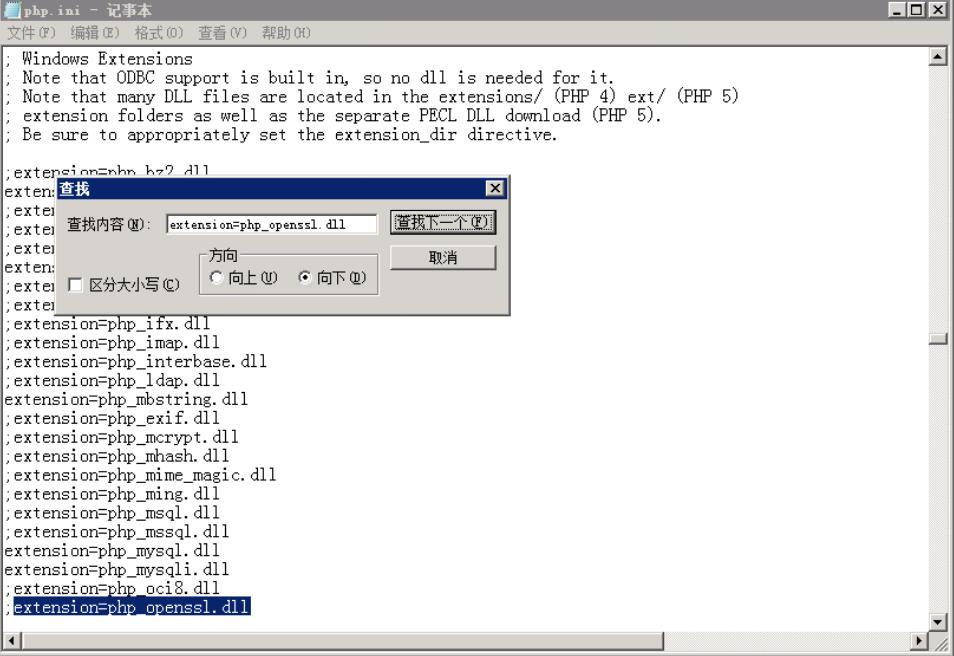 php.ini - 记事本
文件(F) 编辑(E) 格式(O) 查看(V) 帮助(H)
; Windows Extensions
; Note that ODBC support is built in, so no dll is needed for it.
; Note that many DLL files are located in the extensions/ (PHP 4) ext/ (PHP 5)
; extension folders as well as the separate PECL DLL download (PHP 5).
; Be sure to appropriately set the extension_dir directive.
;extension=php_bz2.dll
查找
查找内容(N):
extension=php_openssl.dll
查找下一个(F)
方向
向上(U)
向下(D)
取消
区分大小写(C)
;extension=php_ifx.dll
;extension=php_imap.dll
;extension=php_interbase.dll
;extension=php_ldap.dll
extension=php_mbstring.dll
;extension=php_exif.dll
;extension=php_mcrypt.dll
;extension=php_mhash.dll
;extension=php_mime_magic.dll
;extension=php_ming.dll
;extension=php_msql.dll
;extension=php_mssql.dll
extension=php_mysql.dll
extension=php_mysqli.dll
;extension=php_oci8.dll
;extension=php_openssl.dll